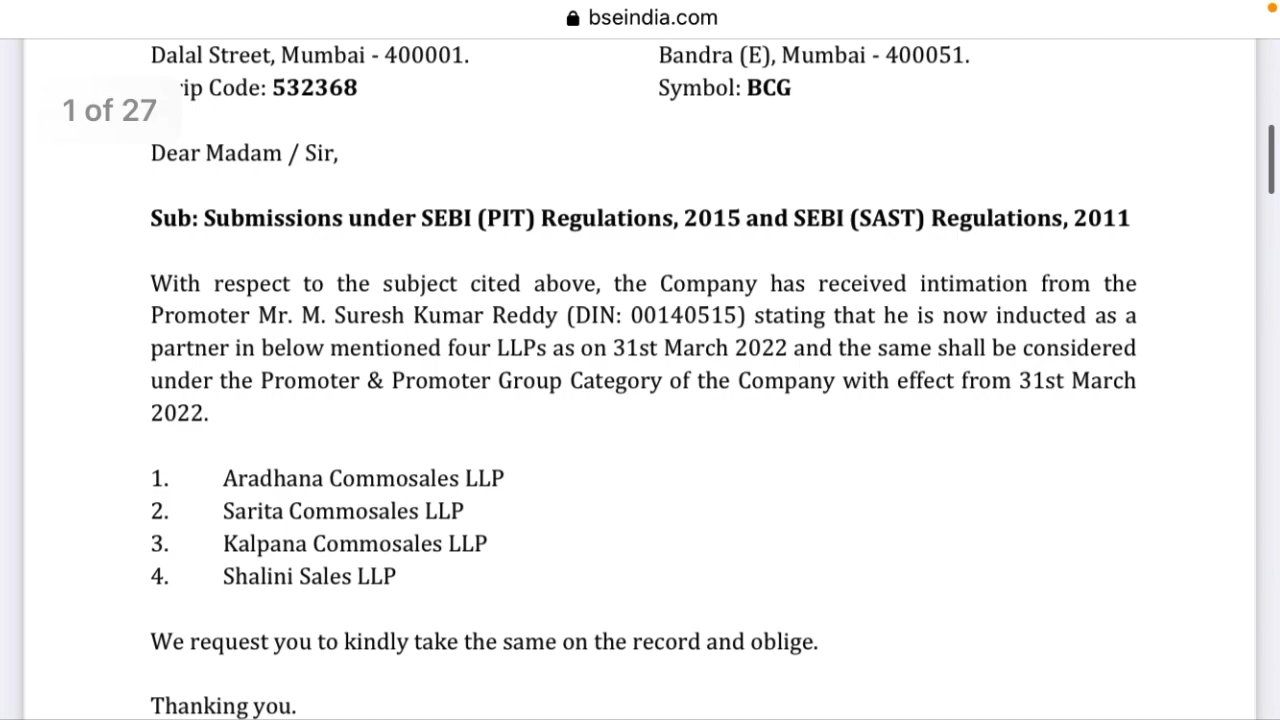 bseindia.com
Dalal Street, Mumbai - 400001.
Bandra (E), Mumbai - 400051.
ip Code: 532368
Symbol: BCG
1 of 27
Dear Madam / Sir,
Sub: Submissions under SEBI (PIT) Regulations, 2015 and SEBI (SAST) Regulations, 2011
With respect to the subject cited above, the Company has received intimation from the
Promoter Mr. M. Suresh Kumar Reddy (DIN: 00140515) stating that he is now inducted as a
partner in below mentioned four LLPs as on 31st March 2022 and the same shall be considered
under the Promoter & Promoter Group Category of the Company with effect from 31st March
2022.
1. Aradhana Commosales LLP
2. Sarita Commosales LLP
3. Kalpana Commosales LLP
4. Shalini Sales LLP
We request you to kindly take the same on the record and oblige.
Thanking you.